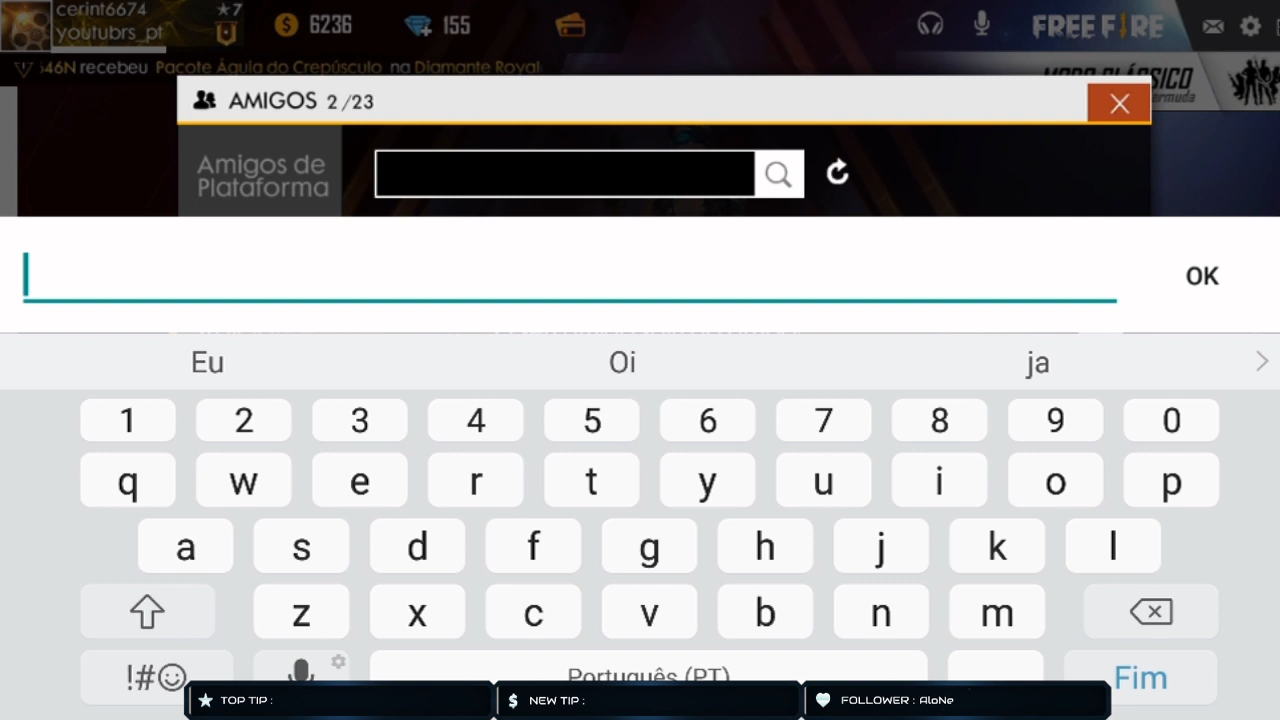 cerint6674
youtubrs_pt
★7
6236
155
FREE FIRE
46N recebeu Pacote Águia do Crepúsculo na Diamante Royal
AMIGOS 2 /23
Amigos de
Plataforma
OK
Eu Oi ja
1 2 3 4 5 6 7 8 9 0
q w e r t y u i o p
a s d f g h j k l
z x c v b n m
!#☺ Português (PT) Fim
TOP TIP : NEW TIP : FOLLOWER : AloNe